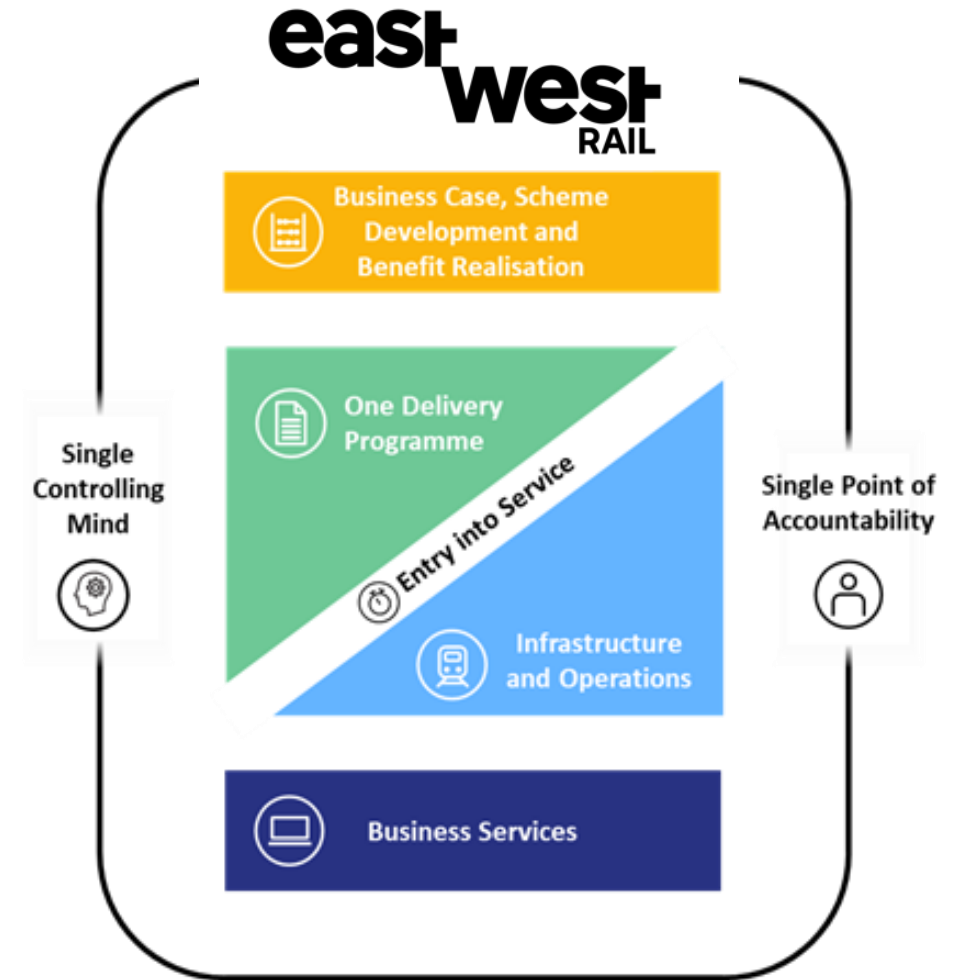 east
west
RAIL
Business Case, Scheme
Development and
Benefit Realisation
One Delivery
Programme
Single
Controlling
Mind
Entry into Service
Single Point of
Accountability
Infrastructure
and Operations
Business Services